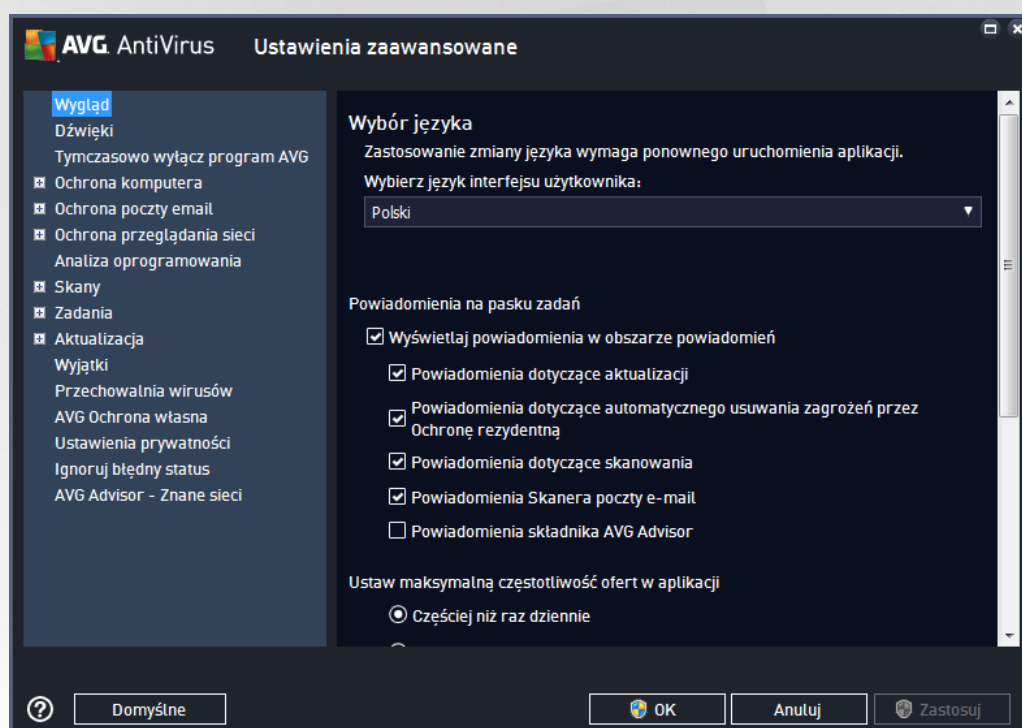 AVG. AntiVirus Ustawienia zaawansowane
Wygląd
Dźwięki
Tymczasowo wyłącz program AVG
Ochrona komputera
Ochrona poczty email
Ochrona przeglądania sieci
Analiza oprogramowania
Skany
Zadania
Aktualizacja
Wyjątki
Przechowalnia wirusów
AVG Ochrona własna
Ustawienia prywatności
Ignoruj błędny status
AVG Advisor - Znane sieci
Wybór języka
Zastosowanie zmiany języka wymaga ponownego uruchomienia aplikacji.
Wybierz język interfejsu użytkownika:
Polski
Powiadomienia na pasku zadań
Wyświetlaj powiadomienia w obszarze powiadomień
Powiadomienia dotyczące aktualizacji
Powiadomienia dotyczące automatycznego usuwania zagrożeń przez
Ochronę rezydentną
Powiadomienia dotyczące skanowania
Powiadomienia Skanera poczty e-mail
Powiadomienia składnika AVG Advisor
Ustaw maksymalną częstotliwość ofert w aplikacji
Częściej niż raz dziennie
Domyślne
OK
Anuluj
Zastosuj